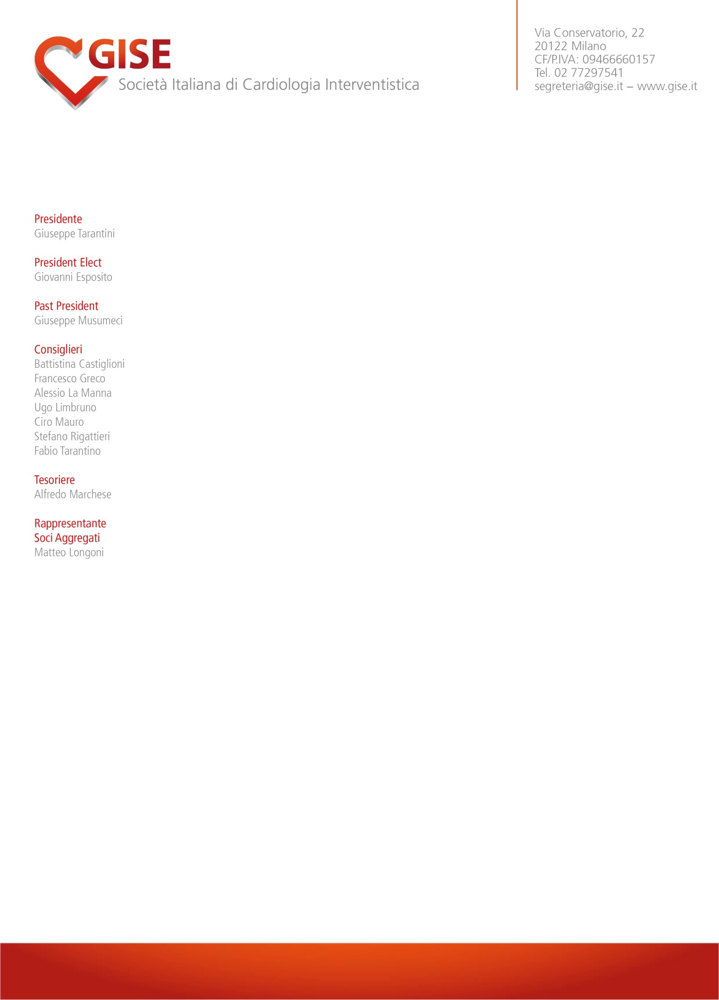 GISE
Società Italiana di Cardiologia Interventistica
Via Conservatorio, 22
20122 Milano
CF/P.IVA: 09466660157
Tel. 02 77297541
segreteria@gise.it – www.gise.it
Presidente
Giuseppe Tarantini
President Elect
Giovanni Esposito
Past President
Giuseppe Musumeci
Consiglieri
Battistina Castiglioni
Francesco Greco
Alessio La Manna
Ugo Limbruno
Ciro Mauro
Stefano Rigattieri
Fabio Tarantino
Tesoriere
Alfredo Marchese
Rappresentante
Soci Aggregati
Matteo Longoni